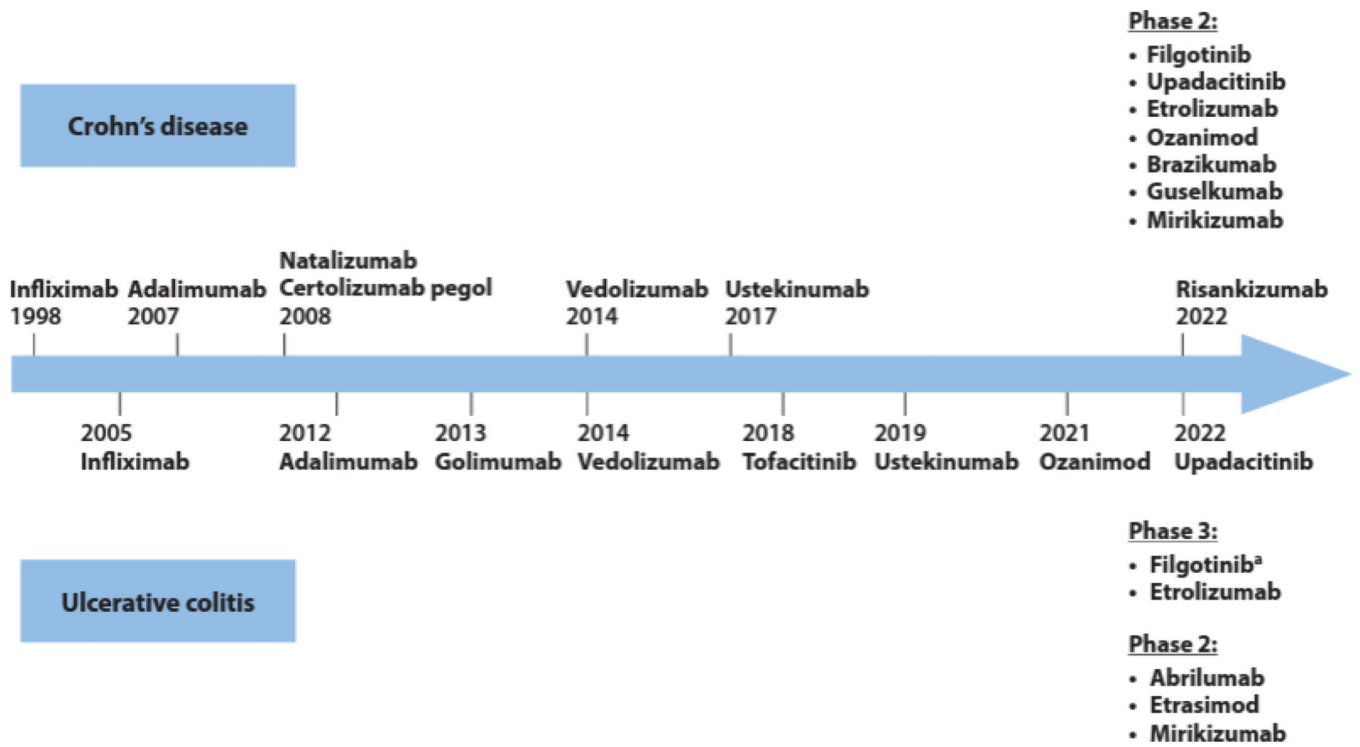 Phase 2:
• Filgotinib
• Upadacitinib
• Etrolizumab
• Ozanimod
• Brazikumab
• Guselkumab
• Mirikizumab
Crohn's disease
Natalizumab
Infliximab Adalimumab Certolizumab pegol Vedolizumab Ustekinumab Risankizumab
1998 2007 2008 2014 2017 2022
2005 2012 2013 2014 2018 2019 2021 2022
Infliximab Adalimumab Golimumab Vedolizumab Tofacitinib Ustekinumab Ozanimod Upadacitinib
Ulcerative colitis
Phase 3:
• Filgotinibᵃ
• Etrolizumab
Phase 2:
• Abrilumab
• Etrasimod
• Mirikizumab